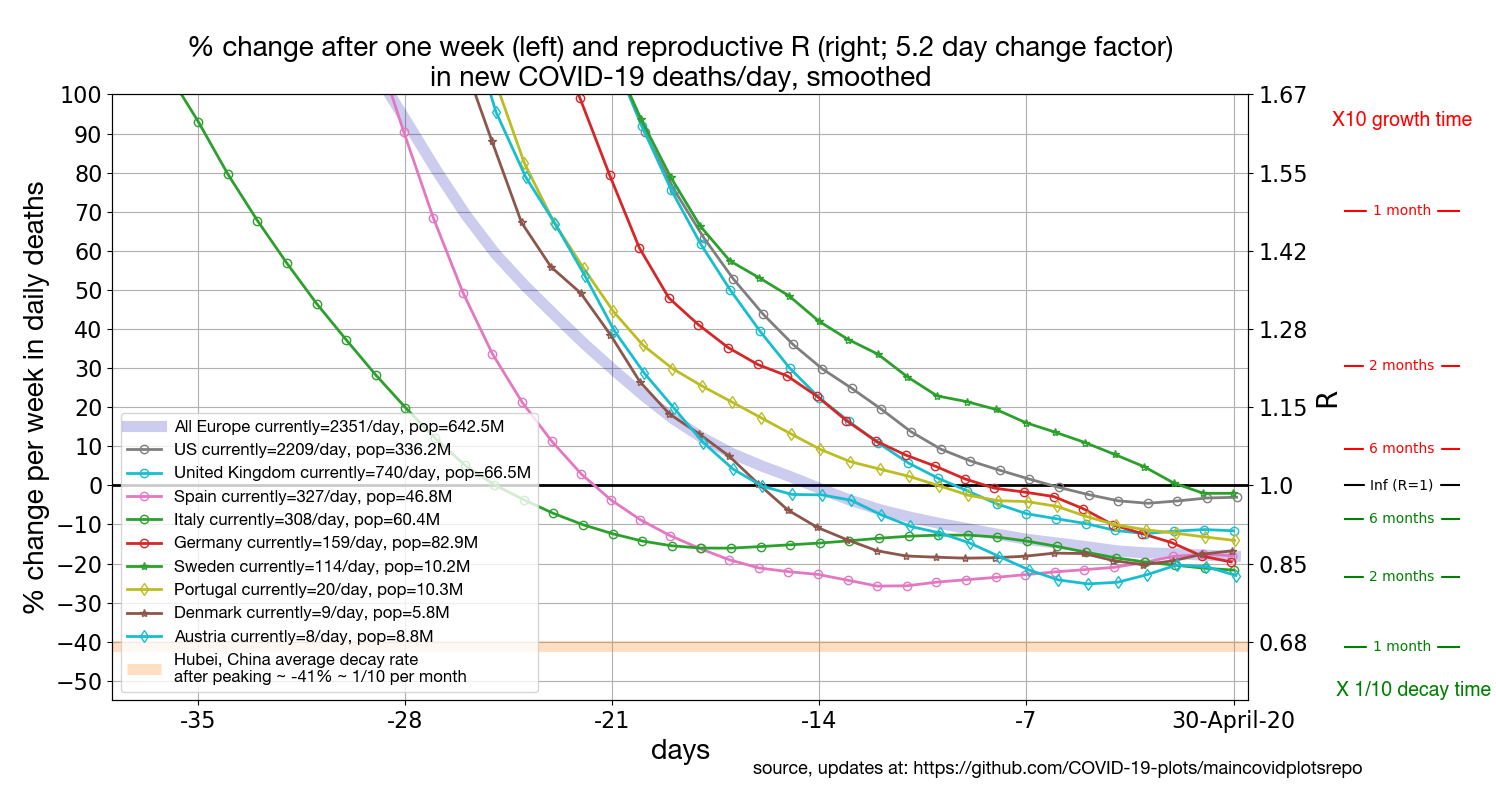 % change after one week (left) and reproductive R (right; 5.2 day change factor)
in new COVID-19 deaths/day, smoothed
% change per week in daily deaths
100
90
80
70
60
50
40
30
20
10
0
−10
−20
−30
−40
−50
All Europe currently=2351/day, pop=642.5M
US currently=2209/day, pop=336.2M
United Kingdom currently=740/day, pop=66.5M
Spain currently=327/day, pop=46.8M
Italy currently=308/day, pop=60.4M
Germany currently=159/day, pop=82.9M
Sweden currently=114/day, pop=10.2M
Portugal currently=20/day, pop=10.3M
Denmark currently=9/day, pop=5.8M
Austria currently=8/day, pop=8.8M
Hubei, China average decay rate
after peaking ~ -41% ~ 1/10 per month
1.67
1.55
1.42
1.28
1.15
1.0
0.85
0.68
R
X10 growth time
1 month
2 months
6 months
Inf (R=1)
6 months
2 months
1 month
X 1/10 decay time
-35
-28
-21
-14
-7
30-April-20
days
source, updates at: https://github.com/COVID-19-plots/maincovidplotsrepo